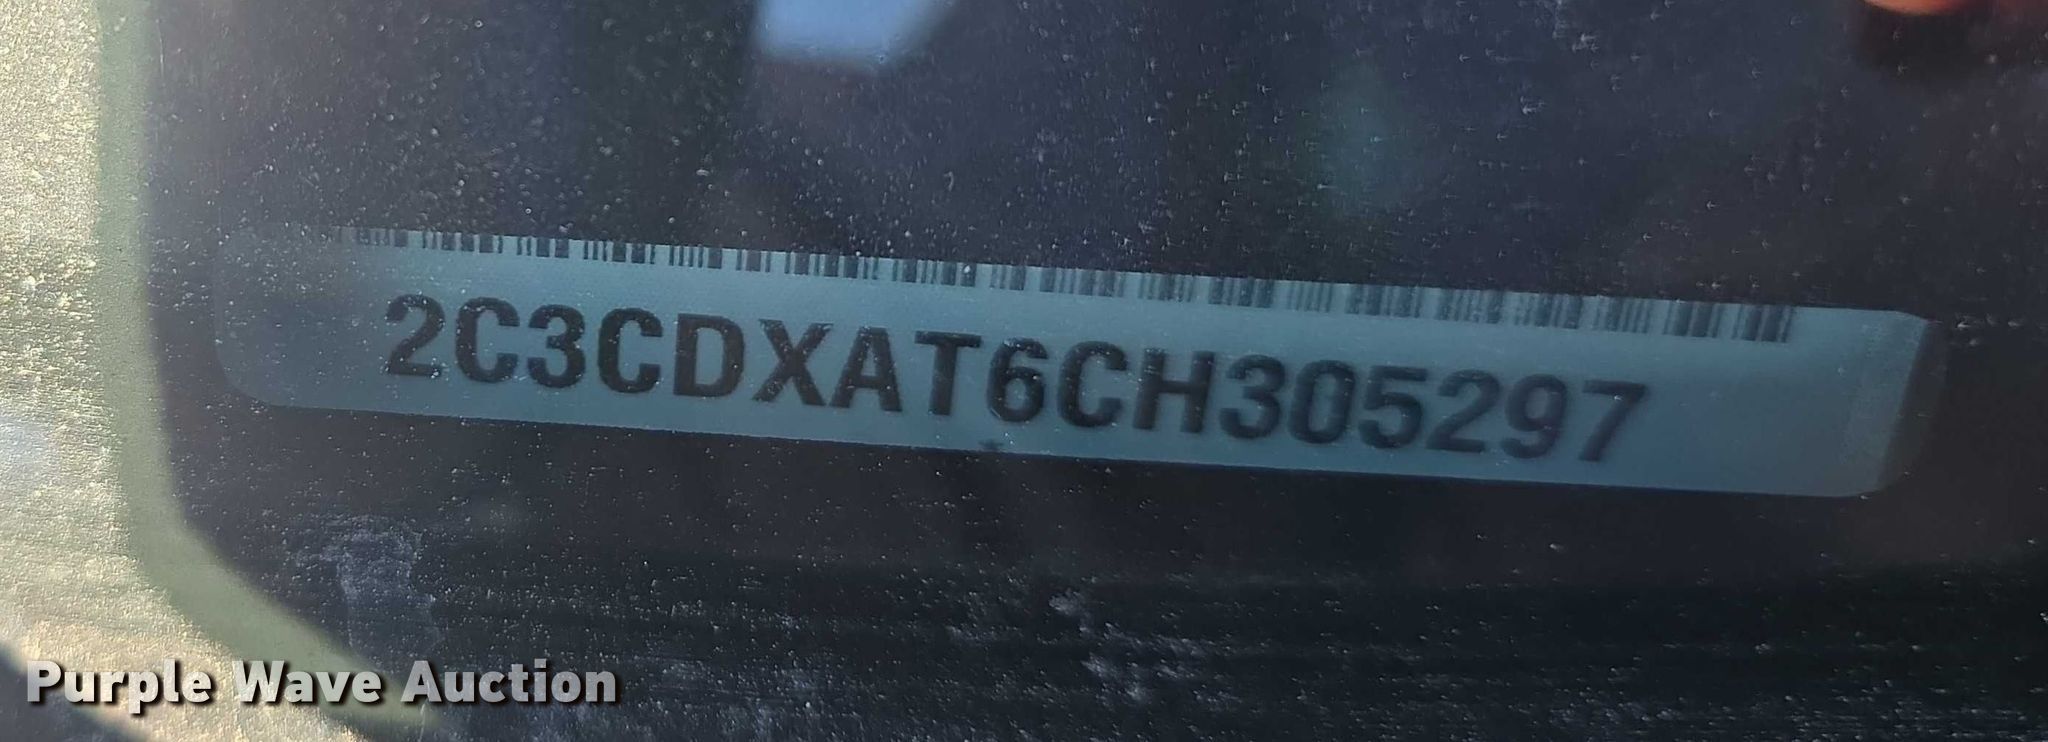 2C3CDXAT6CH305297
Purple Wave Auction